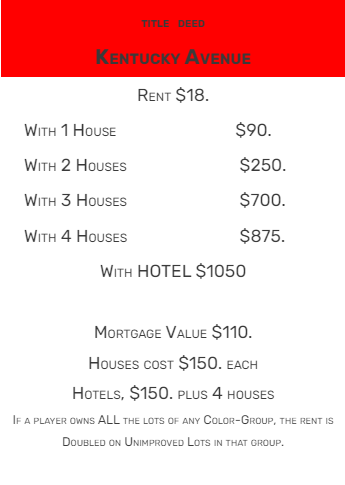 TITLE DEED
KENTUCKY AVENUE
RENT $18.
WITH 1 HOUSE $90.
WITH 2 HOUSES $250.
WITH 3 HOUSES $700.
WITH 4 HOUSES $875.
WITH HOTEL $1050
MORTGAGE VALUE $110.
HOUSES COST $150. EACH
HOTELS, $150. PLUS 4 HOUSES
IF A PLAYER OWNS ALL THE LOTS OF ANY COLOR-GROUP, THE RENT IS
DOUBLED ON UNIMPROVED LOTS IN THAT GROUP.